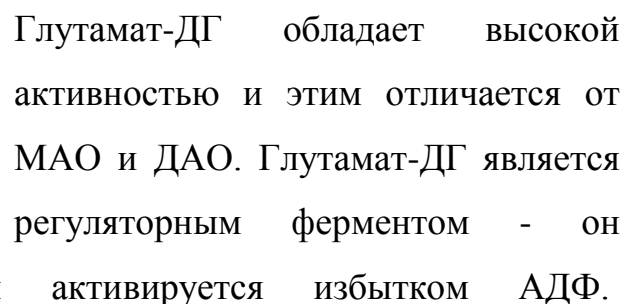 Глутамат-ДГ обладает высокой
активностью и этим отличается от
МАО и ДАО. Глутамат-ДГ является
регуляторным ферментом - он
активируется избытком АДФ.